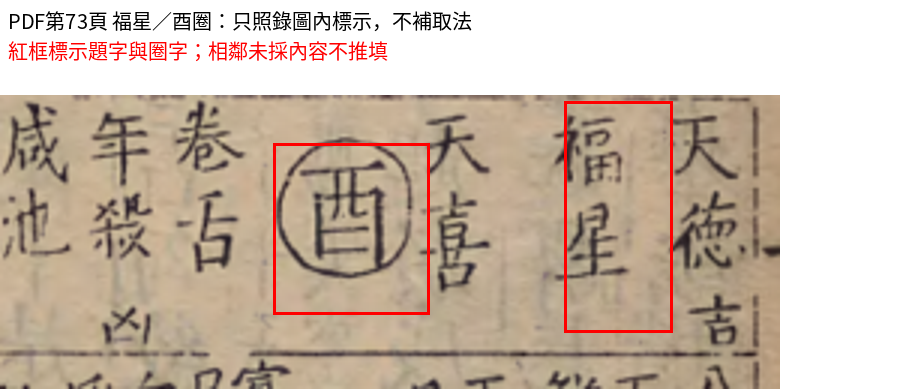 PDF第73頁 福星／酉圈：只照錄圖內標示，不補取法
紅框標示題字與圈字；相鄰未採內容不推填
天德 吉
福星
天喜
酉
卷舌
年殺 凶
咸池